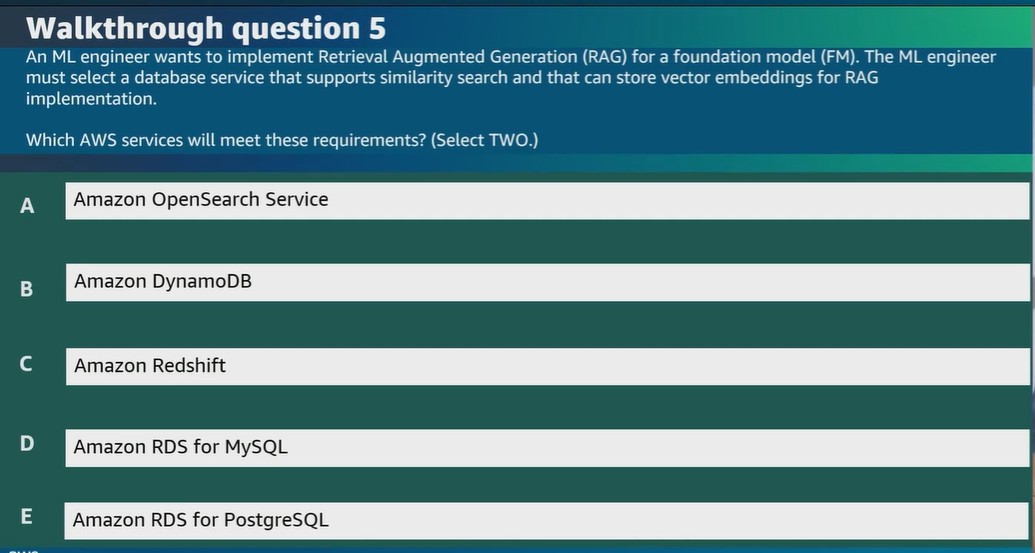 Walkthrough question 5
An ML engineer wants to implement Retrieval Augmented Generation (RAG) for a foundation model (FM). The ML engineer
must select a database service that supports similarity search and that can store vector embeddings for RAG
implementation.
Which AWS services will meet these requirements? (Select TWO.)
A Amazon OpenSearch Service
B Amazon DynamoDB
C Amazon Redshift
D Amazon RDS for MySQL
E Amazon RDS for PostgreSQL